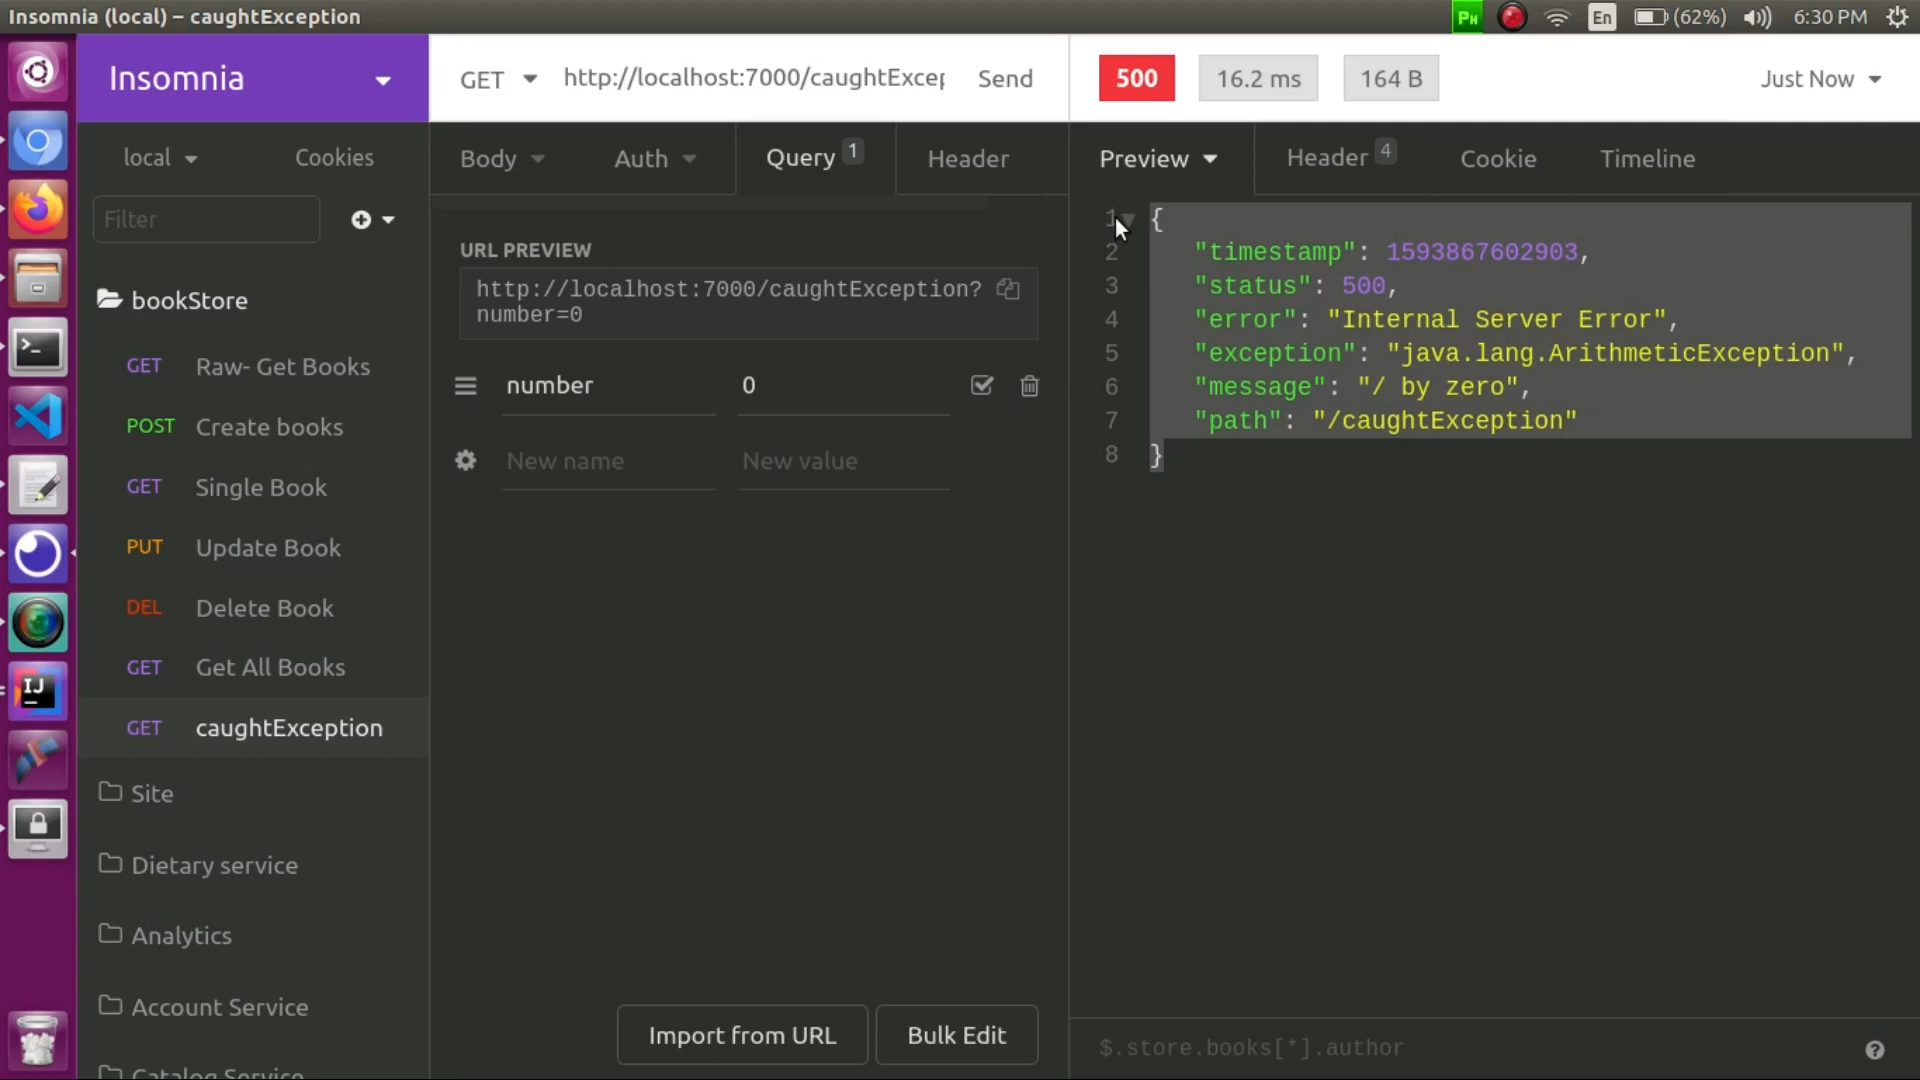 Insomnia (local) – caughtException
En
(62%)
6:30 PM
Insomnia
GET
http://localhost:7000/caughtExcep
Send
500
16.2 ms
164 B
Just Now
local
Cookies
Body
Auth
Query 1
Header
Preview
Header 4
Cookie
Timeline
Filter
bookStore
GET Raw- Get Books
POST Create books
GET Single Book
PUT Update Book
DEL Delete Book
GET Get All Books
GET caughtException
Site
Dietary service
Analytics
Account Service
Catalog Service
URL PREVIEW
http://localhost:7000/caughtException?
number=0
number 0
New name New value
Import from URL
Bulk Edit
1 {
2 "timestamp": 1593867602903,
3 "status": 500,
4 "error": "Internal Server Error",
5 "exception": "java.lang.ArithmeticException",
6 "message": "/ by zero",
7 "path": "/caughtException"
8 }
$.store.books[*].author
IJ